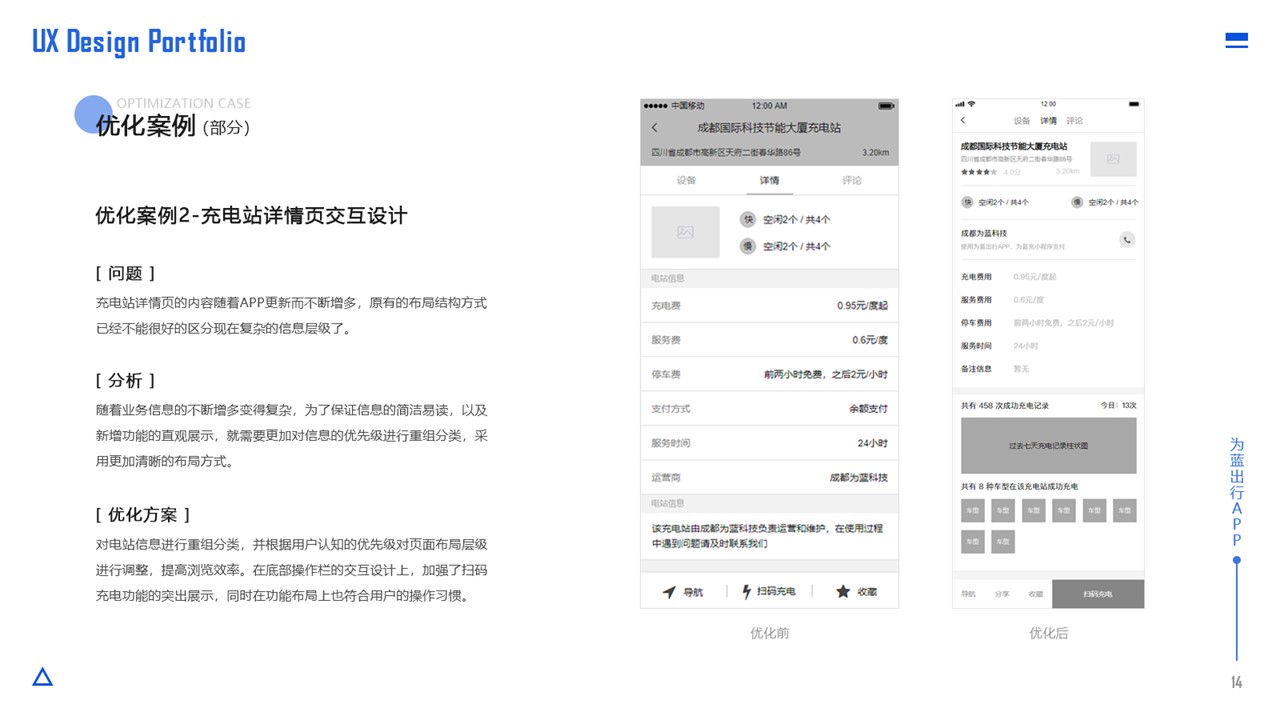 UX Design Portfolio
OPTIMIZATION CASE
优化案例 (部分)
优化案例2-充电站详情页交互设计
[ 问题 ]
充电站详情页的内容随着APP更新而不断增多，原有的布局结构方式
已经不能很好的区分现在复杂的信息层级了。
[ 分析 ]
随着业务信息的不断增多变得复杂，为了保证信息的简洁易读，以及
新增功能的直观展示，就需要更加对信息的优先级进行重组分类，采
用更加清晰的布局方式。
[ 优化方案 ]
对电站信息进行重组分类，并根据用户认知的优先级对页面布局层级
进行调整，提高浏览效率。在底部操作栏的交互设计上，加强了扫码
充电功能的突出展示，同时在功能布局上也符合用户的操作习惯。
中国移动 12:00 AM
成都国际科技节能大厦充电站
四川省成都市高新区天府二街春华路86号 3.20km
设备 详情 评论
快 空闲2个 / 共4个
慢 空闲2个 / 共4个
电站信息
充电费 0.95元/度起
服务费 0.6元/度
停车费 前两小时免费，之后2元/小时
支付方式 余额支付
服务时间 24小时
运营商 成都为蓝科技
电站信息
该充电站由成都为蓝科技负责运营和维护，在使用过程
中遇到问题请及时联系我们
导航 扫码充电 收藏
优化前
12:00
设备 详情 评论
成都国际科技节能大厦充电站
四川省成都市高新区天府二街春华路86号
4.0分 3.20km
快 空闲2个 / 共4个 慢 空闲2个 / 共4个
成都为蓝科技
使用为蓝出行APP、为蓝充小程序支付
充电费用 0.95元/度起
服务费用 0.6元/度
停车费用 前两小时免费，之后2元/小时
服务时间 24小时
备注信息 暂无
共有 458 次成功充电记录 今日：13次
过去七天充电记录柱状图
共有 8 种车型在该充电站成功充电
车型 车型 车型 车型 车型 车型
车型 车型
导航 分享 收藏 扫码充电
优化后
为蓝出行APP
14